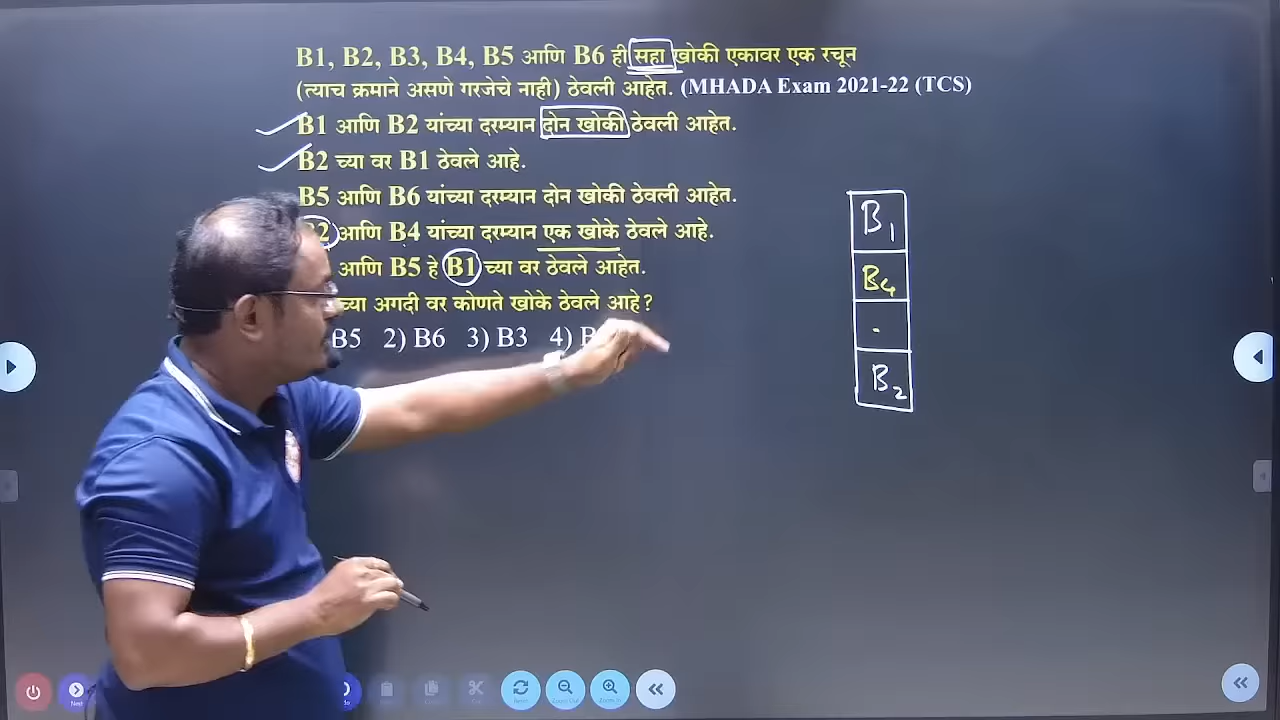 B1, B2, B3, B4, B5 आणि B6 ही सहा खोकी एकावर एक रचून
(त्याच क्रमाने असणे गरजेचे नाही) ठेवली आहेत. (MHADA Exam 2021-22 (TCS)
B1 आणि B2 यांच्या दरम्यान दोन खोकी ठेवली आहेत.
B2 च्या वर B1 ठेवले आहे.
B5 आणि B6 यांच्या दरम्यान दोन खोकी ठेवली आहेत.
B2 आणि B4 यांच्या दरम्यान एक खोके ठेवले आहे.
आणि B5 हे B1 च्या वर ठेवले आहेत.
च्या अगदी वर कोणते खोके ठेवले आहे?
B5 2) B6 3) B3 4)
B1
B4
B2